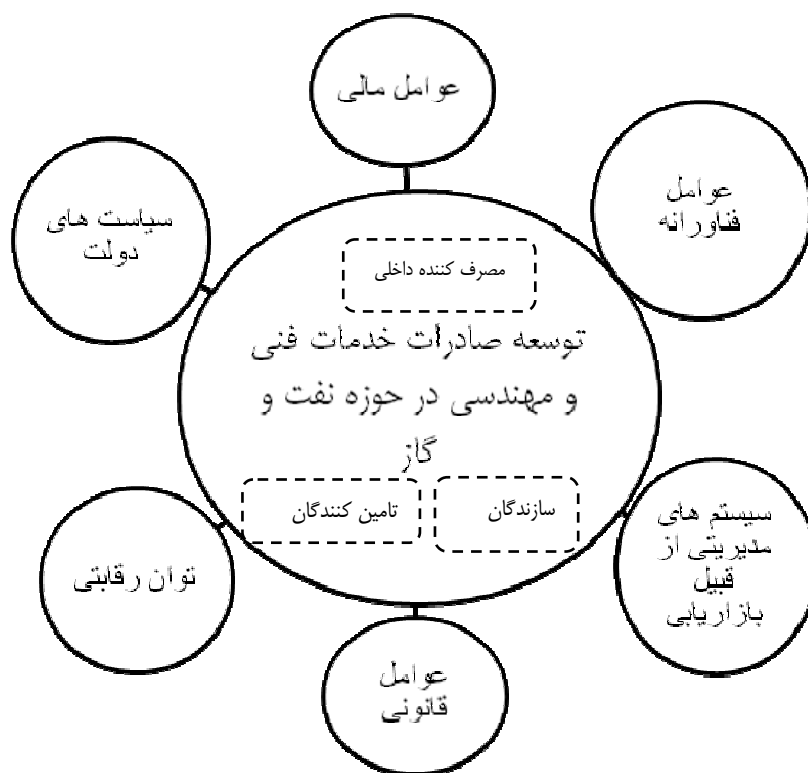 عوامل مالی
عوامل
فناورانه
سیاست های
دولت
مصرف کننده داخلی
توسعه صادرات خدمات فنی
و مهندسی در حوزه نفت و
گاز
سازندگان
تامین کنندگان
سیستم های
مدیریتی از
قبیل
بازاریابی
توان رقابتی
عوامل
قانونی